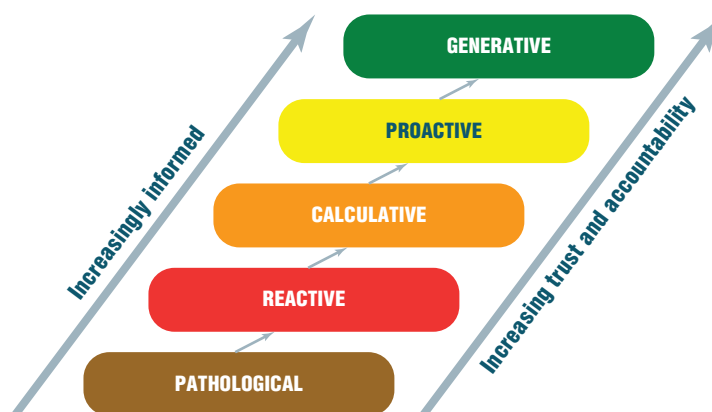 GENERATIVE
PROACTIVE
CALCULATIVE
REACTIVE
PATHOLOGICAL
Increasingly informed
Increasing trust and accountability